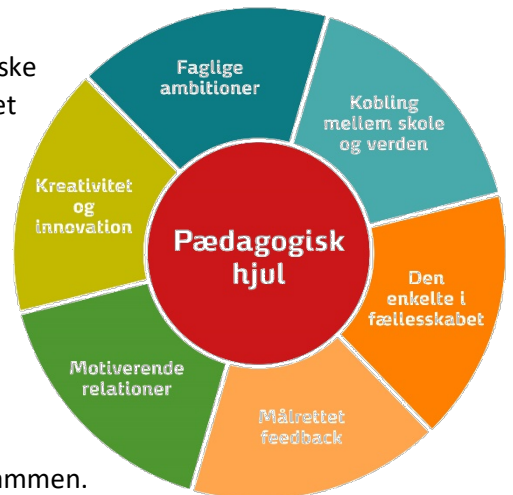 ske
et
Faglige
ambitioner
Kobling
mellem skole
og verden
Kreativitet
og
innovation
Pædagogisk
hjul
Den
enkelte i
fællesskabet
Motiverende
relationer
Målrettet
feedback
ammen.